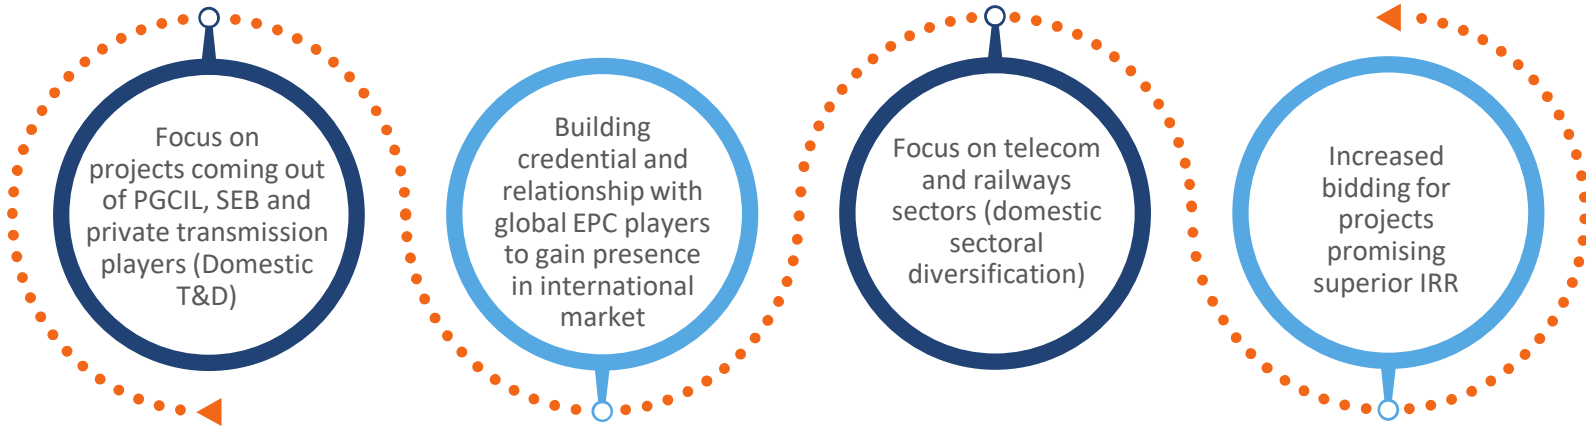 Focus on
projects coming out
of PGCIL, SEB and
private transmission
players (Domestic
T&D)
Building
credential and
relationship with
global EPC players
to gain presence
in international
market
Focus on telecom
and railways
sectors (domestic
sectoral
diversification)
Increased
bidding for
projects
promising
superior IRR